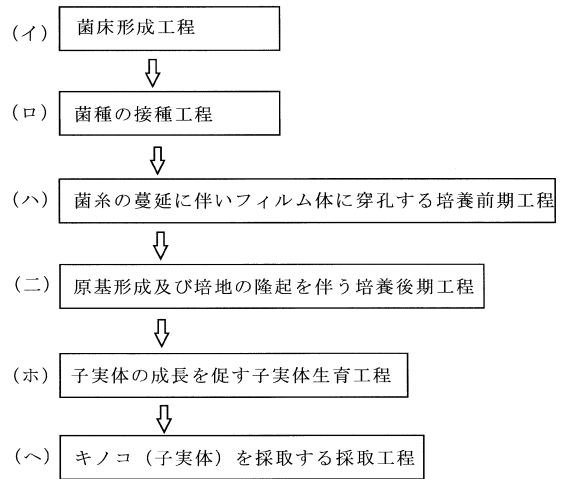 (イ) 菌床形成工程
(ロ) 菌種の接種工程
(ハ) 菌糸の蔓延に伴いフィルム体に穿孔する培養前期工程
(ニ) 原基形成及び培地の隆起を伴う培養後期工程
(ホ) 子実体の成長を促す子実体生育工程
(ヘ) キノコ（子実体）を採取する採取工程